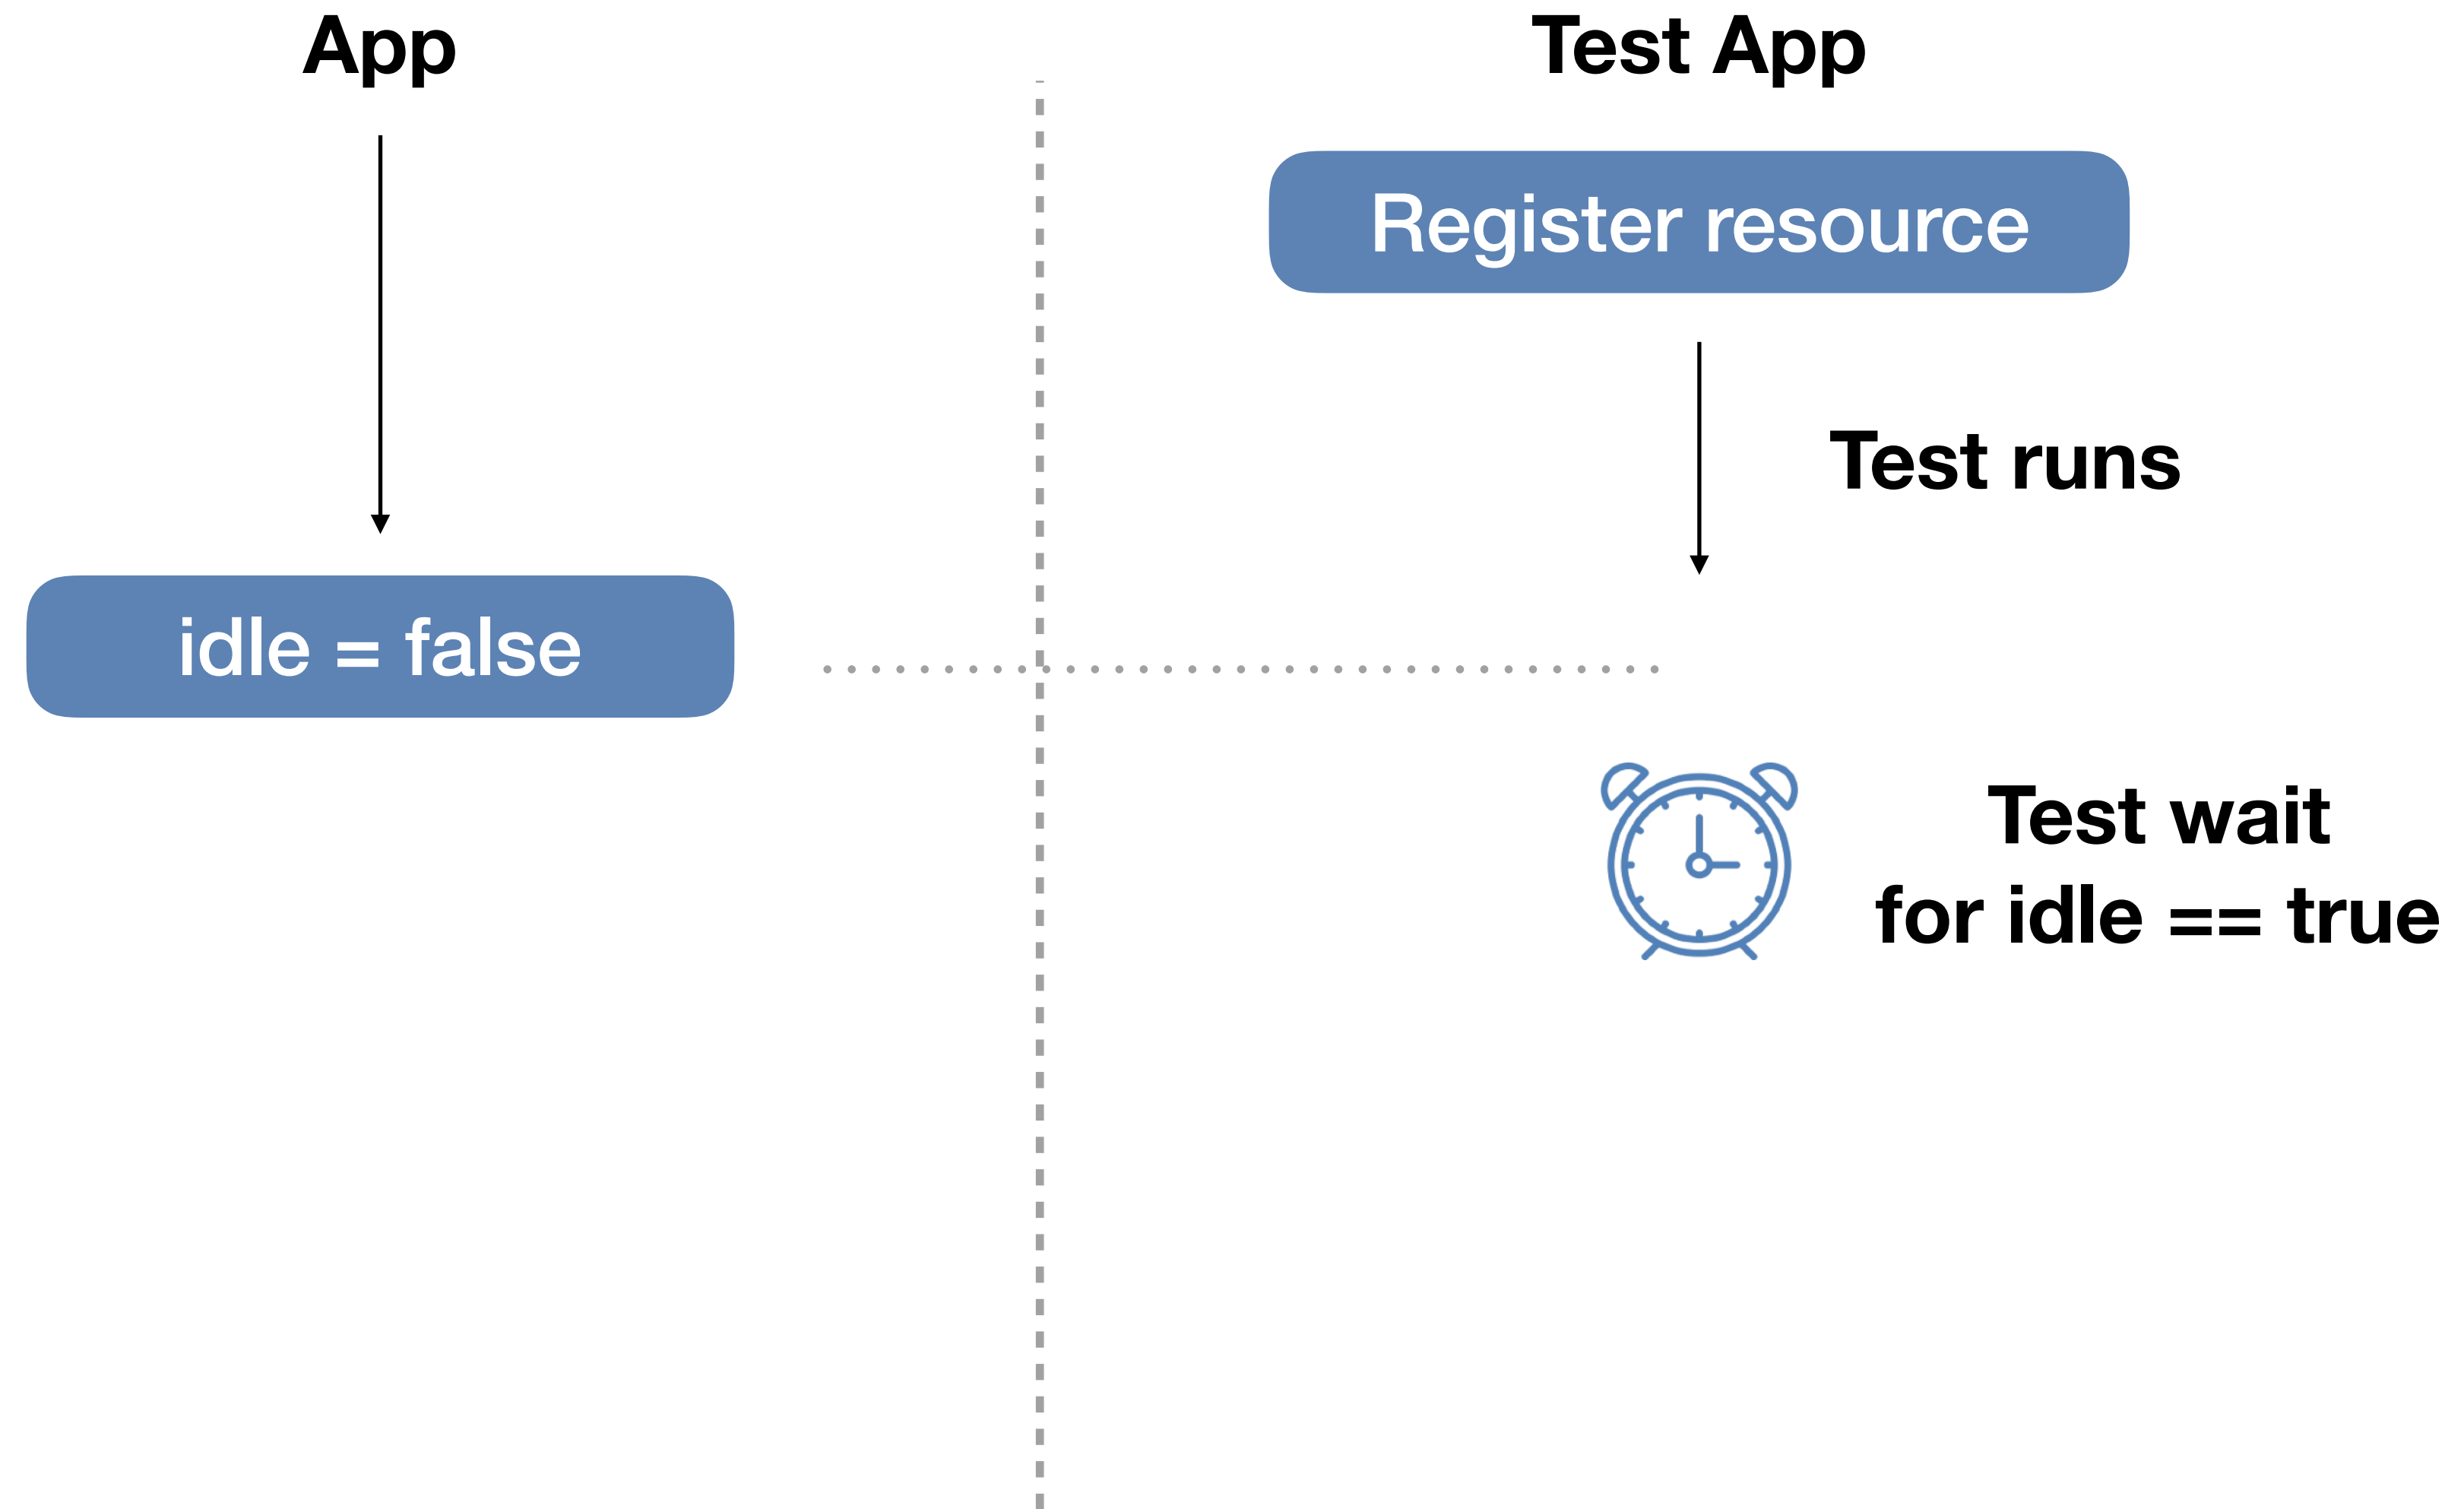 App
Test App
Register resource
Test runs
idle = false
Test wait
for idle == true